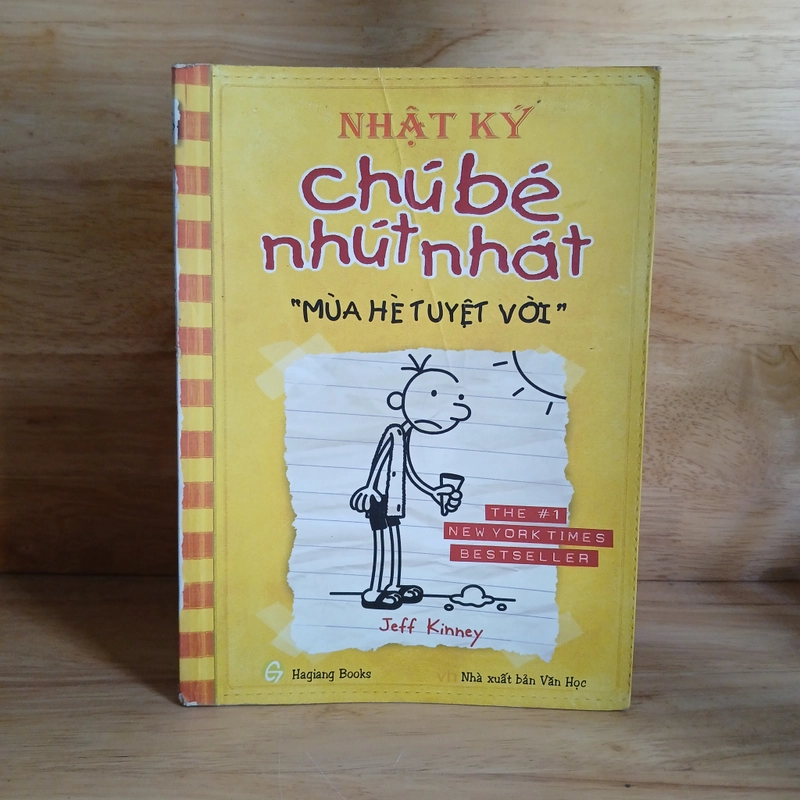 NHẬT KÝ
chú bé
nhút nhát
"MÙA HÈ TUYỆT VỜI"
THE #1
NEW YORK TIMES
BESTSELLER
Jeff Kinney
Hagiang Books
vh Nhà xuất bản Văn Học